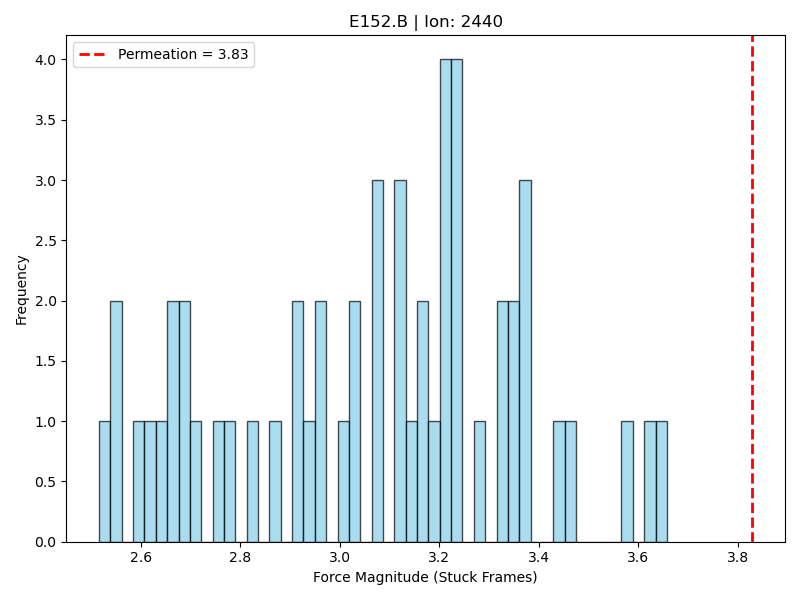 E152.B | Ion: 2440
Permeation = 3.83
4.0
3.5
3.0
2.5
2.0
1.5
1.0
0.5
0.0
Frequency
2.6 2.8 3.0 3.2 3.4 3.6 3.8
Force Magnitude (Stuck Frames)